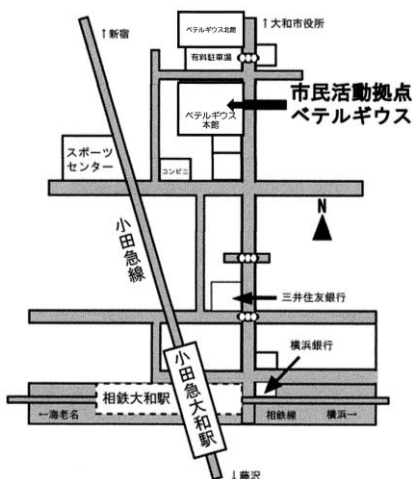 ベテルギウス北館
↑大和市役所
↑新宿
有料駐車場
市民活動拠点
ベテルギウス
ベテルギウス
本館
スポーツ
センター
コンビニ
小田急線
N
三井住友銀行
横浜銀行
小田急大和駅
相鉄大和駅
←海老名
相鉄線
横浜→
↓藤沢